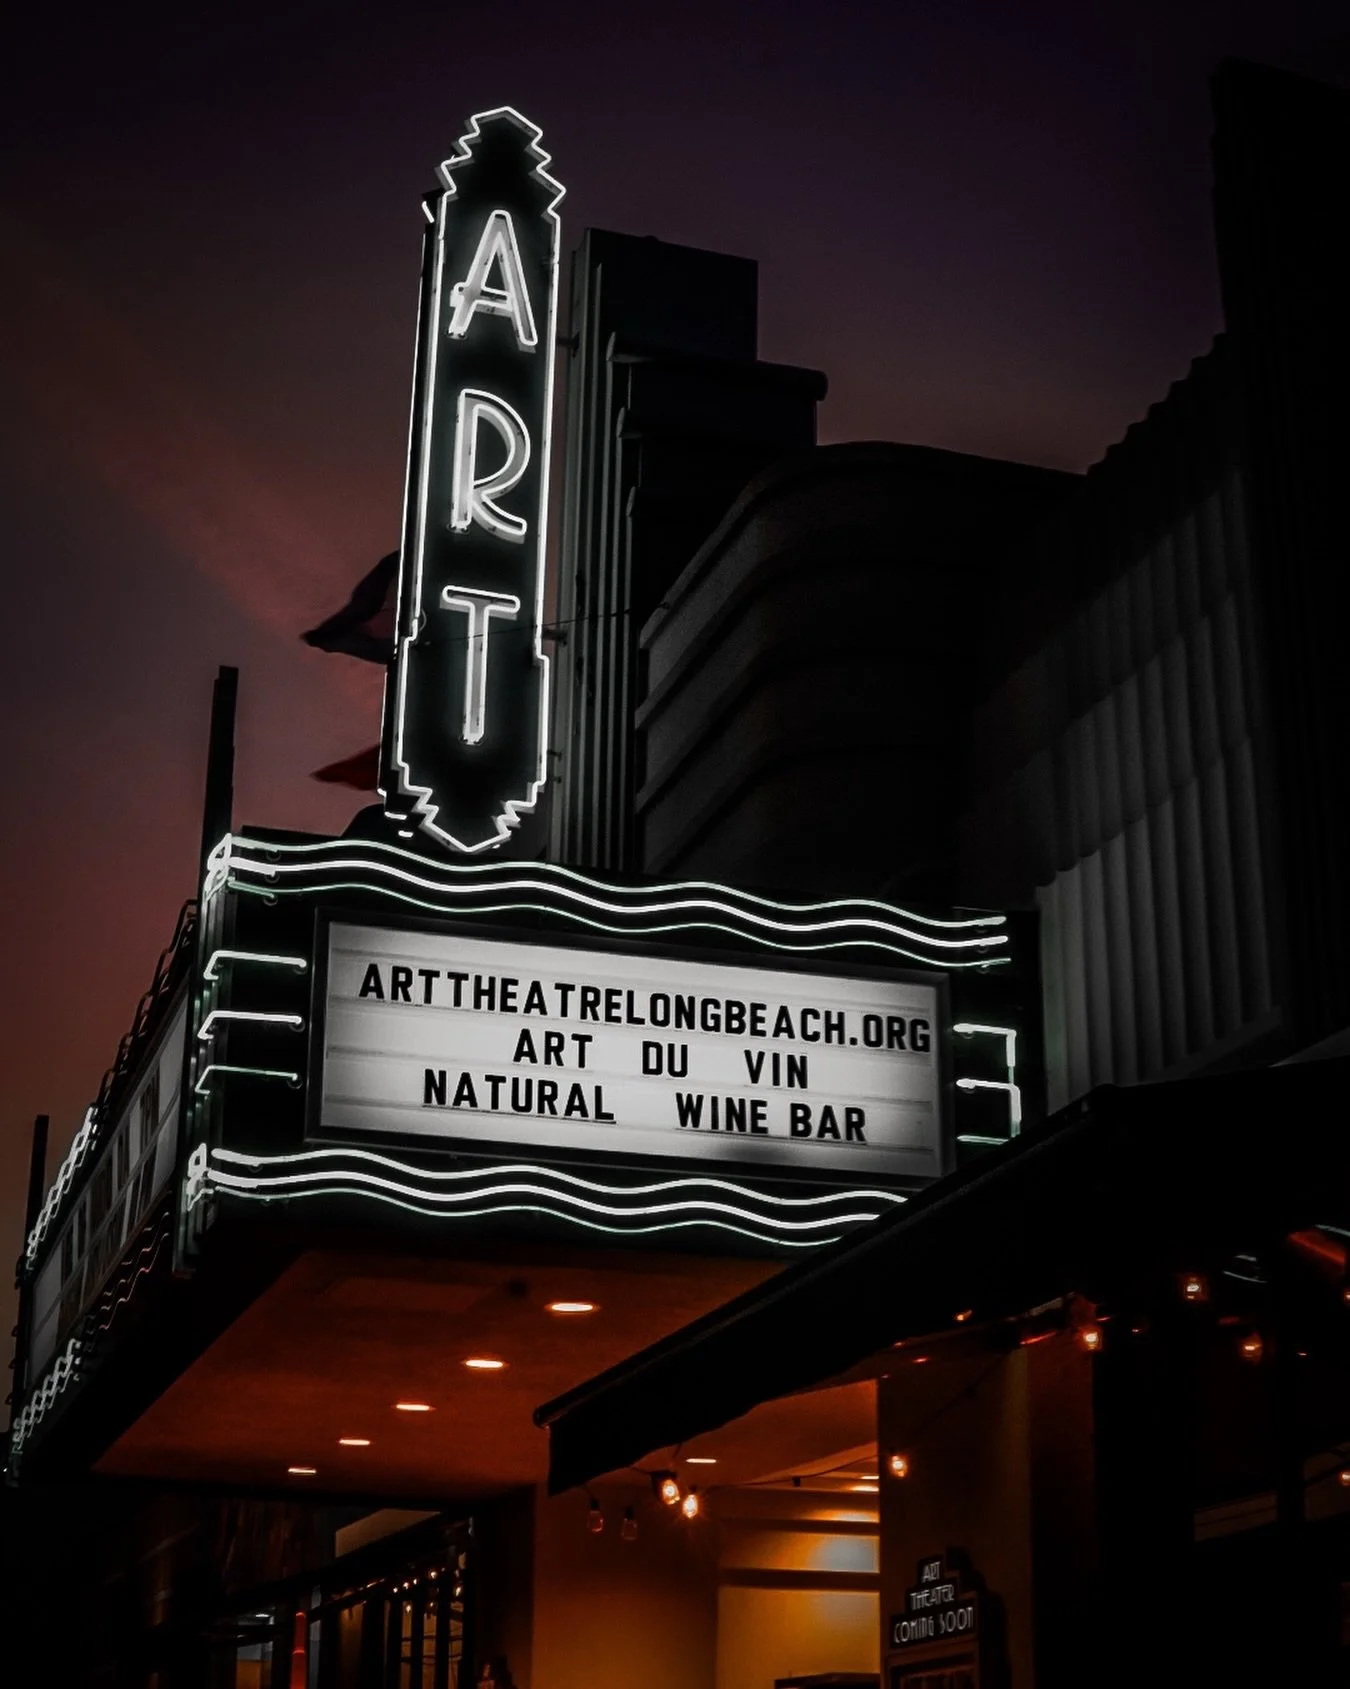 ART
ARTTHEATRELONGBEACH.ORG
ART DU VIN
NATURAL WINE BAR
ART
THEATER
COMING SOON